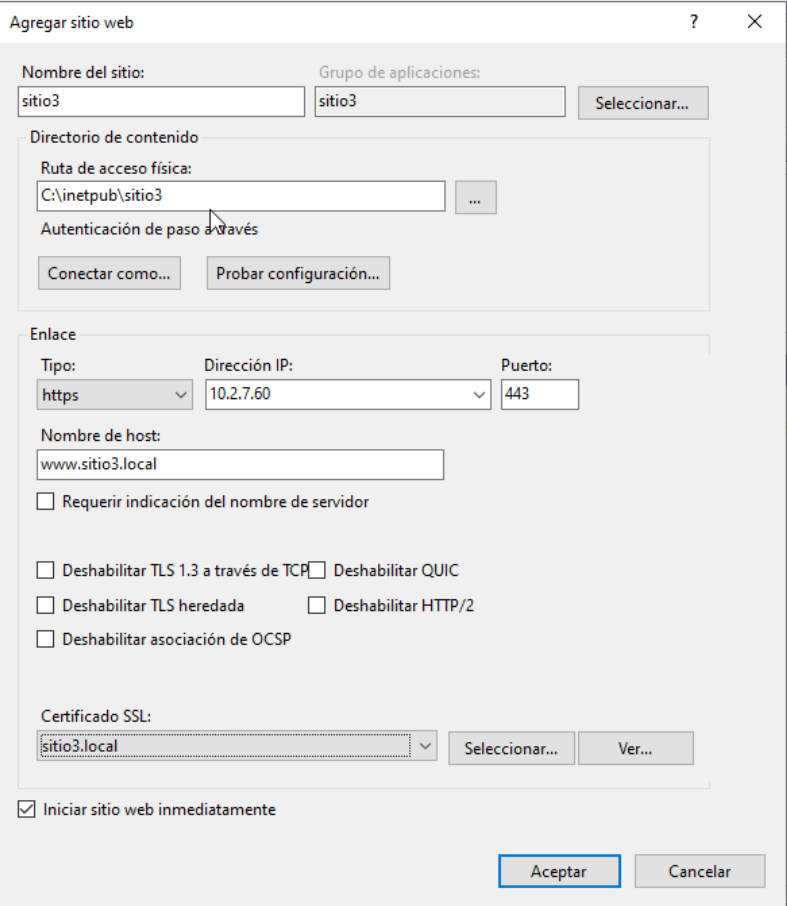 Agregar sitio web
?
Nombre del sitio:
Grupo de aplicaciones:
sitio3
sitio3
Seleccionar...
Directorio de contenido
Ruta de acceso física:
C:\inetpub\sitio3
...
Autenticación de paso a través
Conectar como...
Probar configuración...
Enlace
Tipo:
Dirección IP:
Puerto:
https
10.2.7.60
443
Nombre de host:
www.sitio3.local
Requerir indicación del nombre de servidor
Deshabilitar TLS 1.3 a través de TCP
Deshabilitar QUIC
Deshabilitar TLS heredada
Deshabilitar HTTP/2
Deshabilitar asociación de OCSP
Certificado SSL:
sitio3.local
Seleccionar...
Ver...
Iniciar sitio web inmediatamente
Aceptar
Cancelar